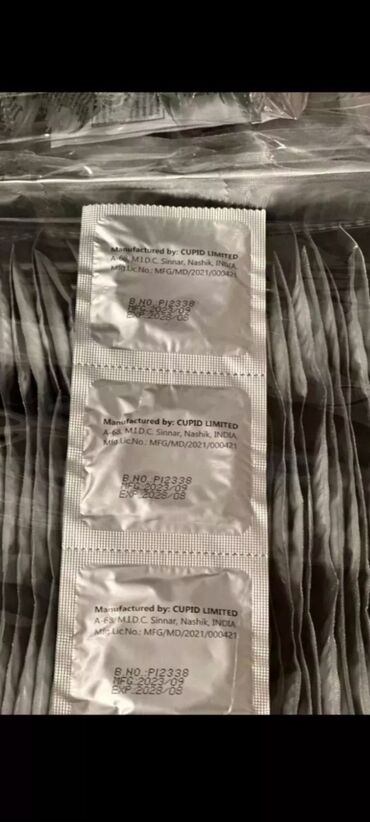 Manufactured by: CUPID LIMITED
A-68, M.I.D.C. Sinnar, Nashik, INDIA
Mfg.Lic.No.: MFG/MD/2021/000421
B.NO. P12338
MFG.2023/09
EXP.2028/08
Manufactured by: CUPID LIMITED
A-68, M.I.D.C. Sinnar, Nashik, INDIA
Mfg.Lic.No.: MFG/MD/2021/000421
B.NO. P12338
MFG.2023/09
EXP.2028/08
Manufactured by: CUPID LIMITED
A-68, M.I.D.C. Sinnar, Nashik, INDIA
Mfg.Lic.No.: MFG/MD/2021/000421
B.NO. P12338
MFG.2023/09
EXP.2028/08